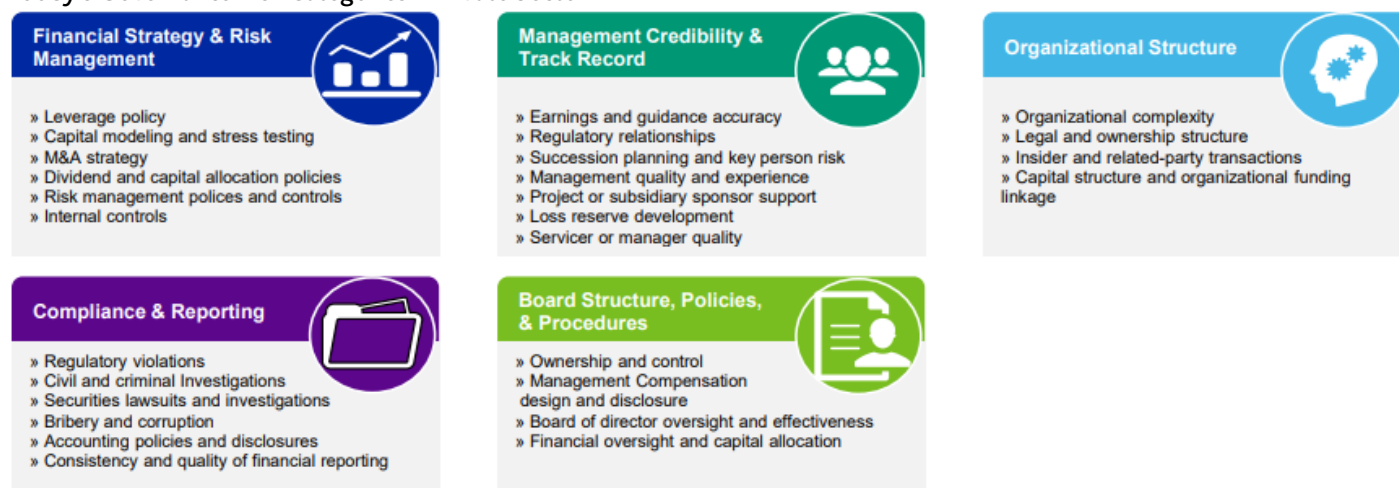 Financial Strategy & Risk
Management
» Leverage policy
» Capital modeling and stress testing
» M&A strategy
» Dividend and capital allocation policies
» Risk management polices and controls
» Internal controls
Management Credibility &
Track Record
» Earnings and guidance accuracy
» Regulatory relationships
» Succession planning and key person risk
» Management quality and experience
» Project or subsidiary sponsor support
» Loss reserve development
» Servicer or manager quality
Organizational Structure
» Organizational complexity
» Legal and ownership structure
» Insider and related-party transactions
» Capital structure and organizational funding
linkage
Compliance & Reporting
» Regulatory violations
» Civil and criminal Investigations
» Securities lawsuits and investigations
» Bribery and corruption
» Accounting policies and disclosures
» Consistency and quality of financial reporting
Board Structure, Policies,
& Procedures
» Ownership and control
» Management Compensation
design and disclosure
» Board of director oversight and effectiveness
» Financial oversight and capital allocation